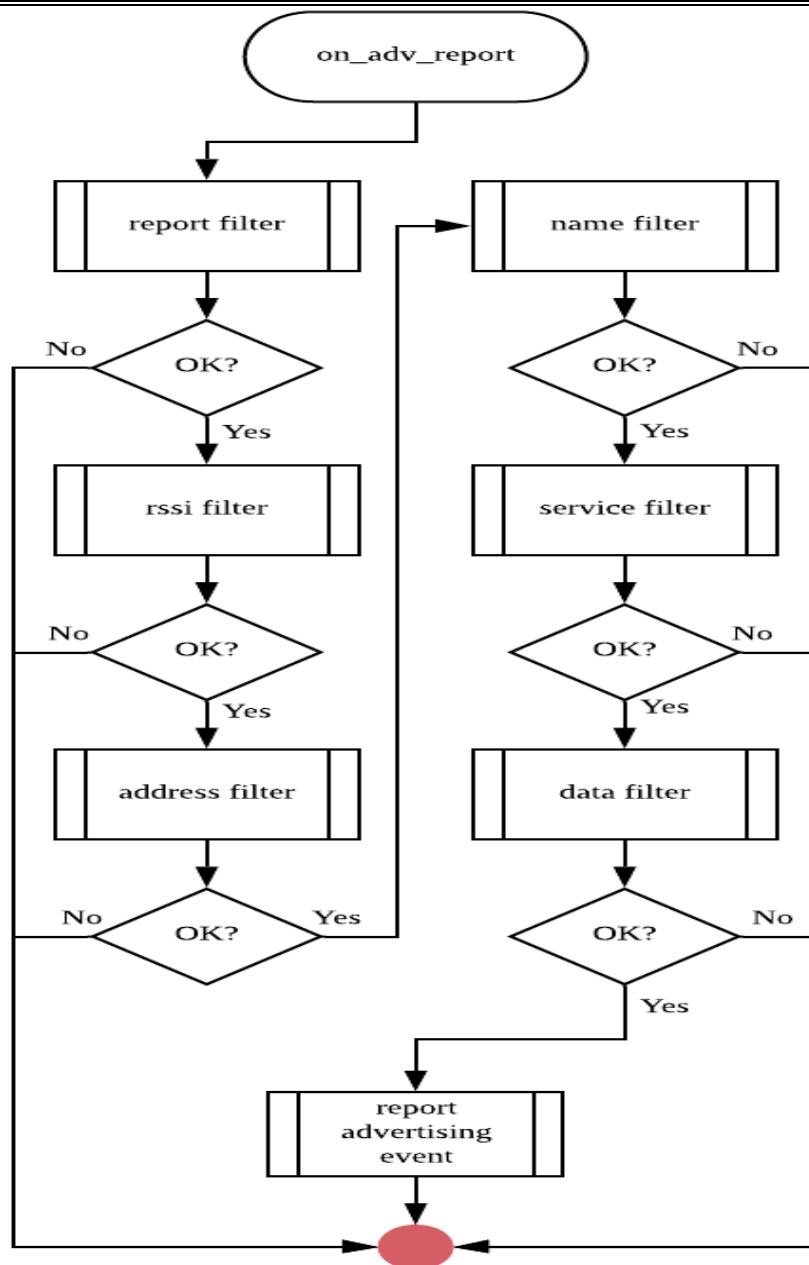 on_adv_report
report filter
No
OK?
Yes
rssi filter
No
OK?
Yes
address filter
No
OK?
Yes
name filter
OK?
No
Yes
service filter
OK?
No
Yes
data filter
OK?
No
Yes
report
advertising
event